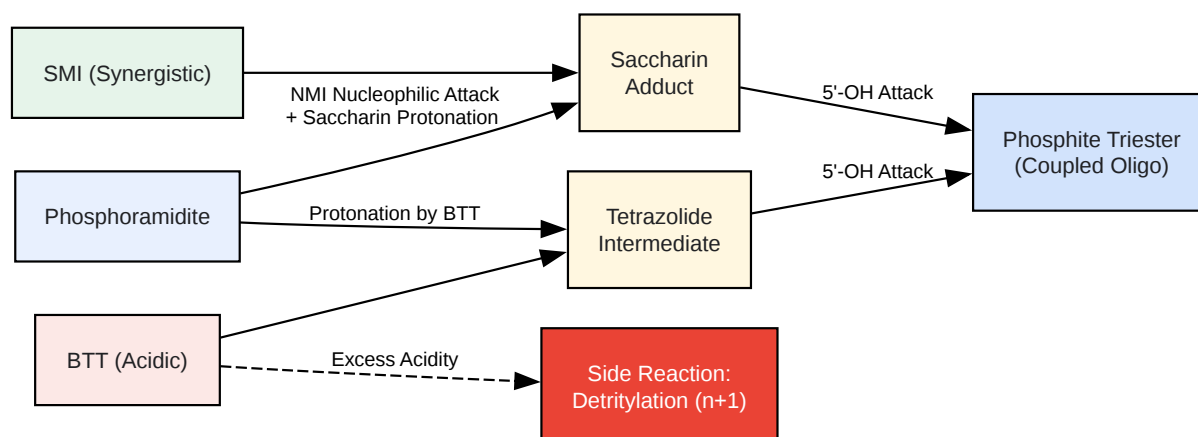 SMI (Synergistic)
NMI Nucleophilic Attack
+ Saccharin Protonation
Saccharin
Adduct
5'-OH Attack
Phosphite Triester
(Coupled Oligo)
Phosphoramidite
Protonation by BTT
Tetrazolide
Intermediate
5'-OH Attack
BTT (Acidic)
Excess Acidity
Side Reaction:
Detritylation (n+1)